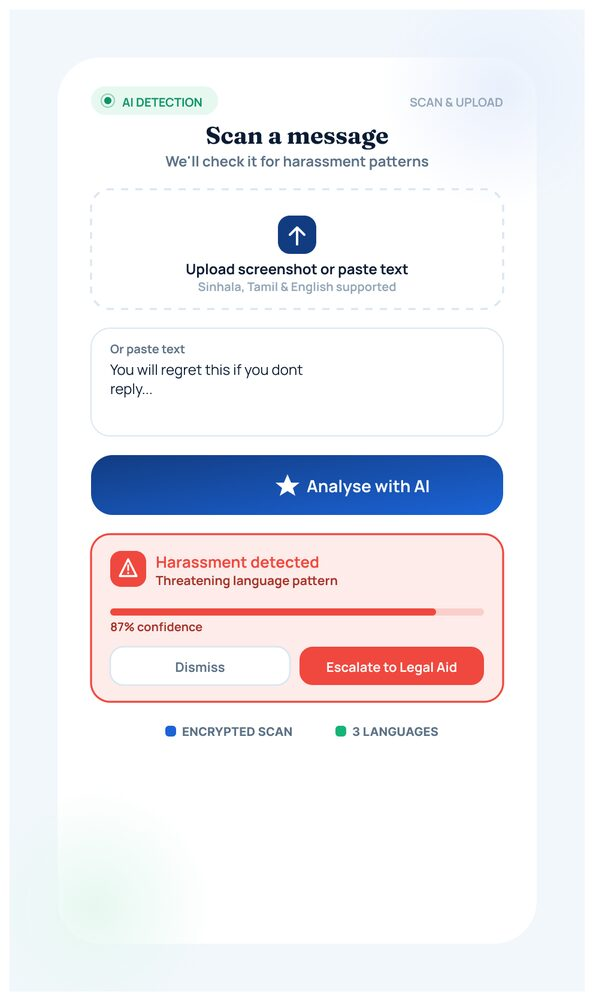 AI DETECTION
SCAN & UPLOAD
Scan a message
We'll check it for harassment patterns
Upload screenshot or paste text
Sinhala, Tamil & English supported
Or paste text
You will regret this if you dont
reply...
Analyse with AI
Harassment detected
Threatening language pattern
87% confidence
Dismiss
Escalate to Legal Aid
ENCRYPTED SCAN
3 LANGUAGES